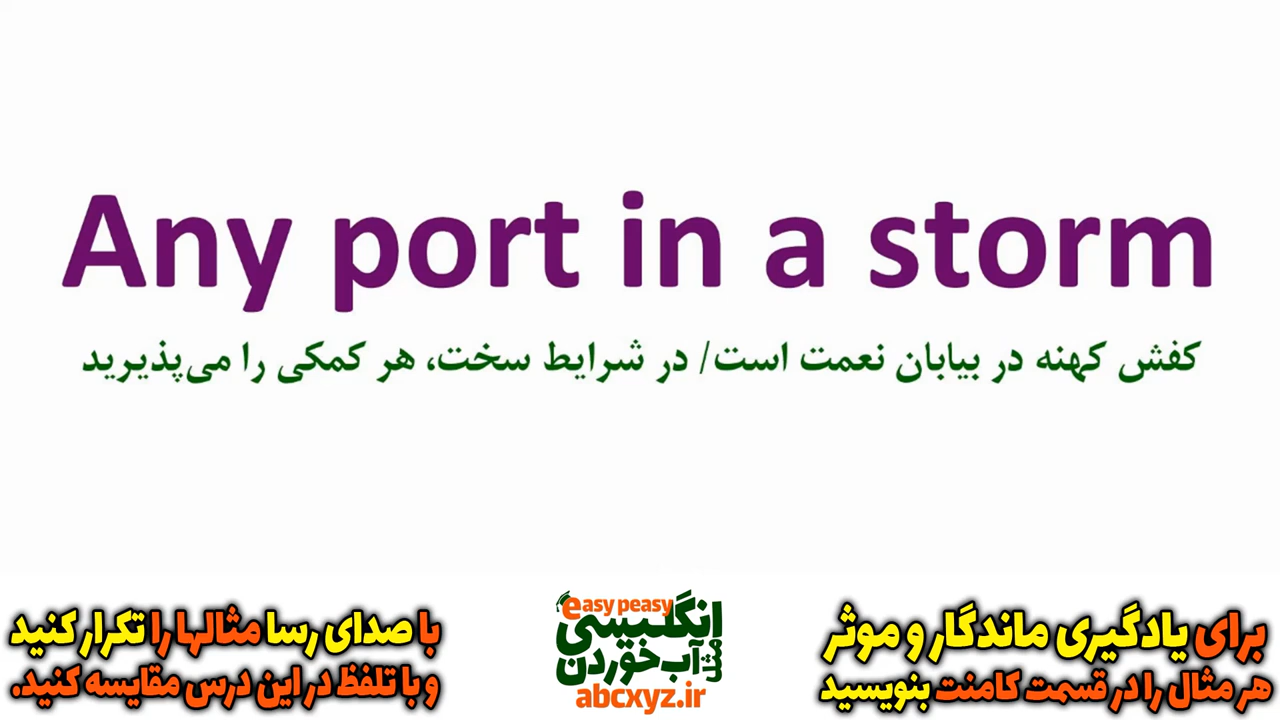 Any port in a storm
کفش کهنه در بیابان نعمت است/ در شرایط سخت، هر کمکی را می‌پذیرید
برای یادگیری ماندگار و موثر
هر مثال را در قسمت کامنت بنویسید
easy peasy
انگلیسی
مثل آب خوردن
abcxyz.ir
با صدای رسا مثالها را تکرار کنید
و با تلفظ در این درس مقایسه کنید.